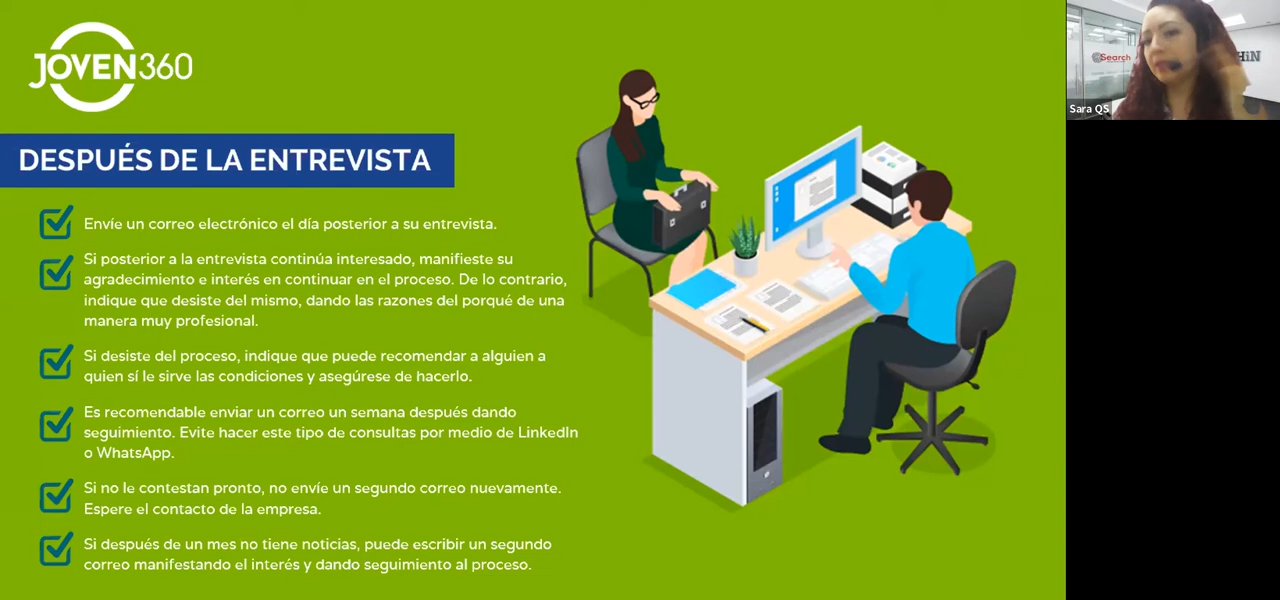 JOVEN360
DESPUÉS DE LA ENTREVISTA
Envíe un correo electrónico el día posterior a su entrevista.
Si posterior a la entrevista continúa interesado, manifieste su
agradecimiento e interés en continuar en el proceso. De lo contrario,
indique que desiste del mismo, dando las razones del porqué de una
manera muy profesional.
Si desiste del proceso, indique que puede recomendar a alguien a
quien sí le sirve las condiciones y asegúrese de hacerlo.
Es recomendable enviar un correo un semana después dando
seguimiento. Evite hacer este tipo de consultas por medio de LinkedIn
o WhatsApp.
Si no le contestan pronto, no envíe un segundo correo nuevamente.
Espere el contacto de la empresa.
Si después de un mes no tiene noticias, puede escribir un segundo
correo manifestando el interés y dando seguimiento al proceso.
Search
Sara QS